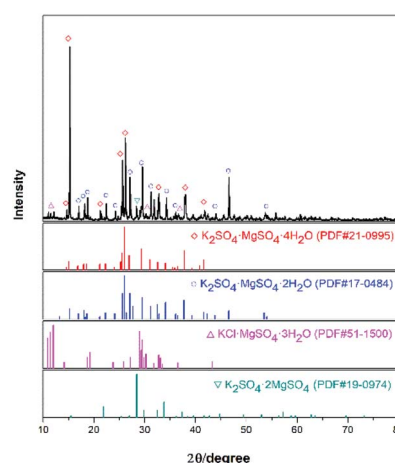 Intensity
◇ K₂SO₄·MgSO₄·4H₂O (PDF#21-0995)
○ K₂SO₄·MgSO₄·2H₂O (PDF#17-0484)
△ KCl·MgSO₄·3H₂O (PDF#51-1500)
▽ K₂SO₄·2MgSO₄ (PDF#19-0974)
10 20 30 40 50 60 70 80
2θ/degree